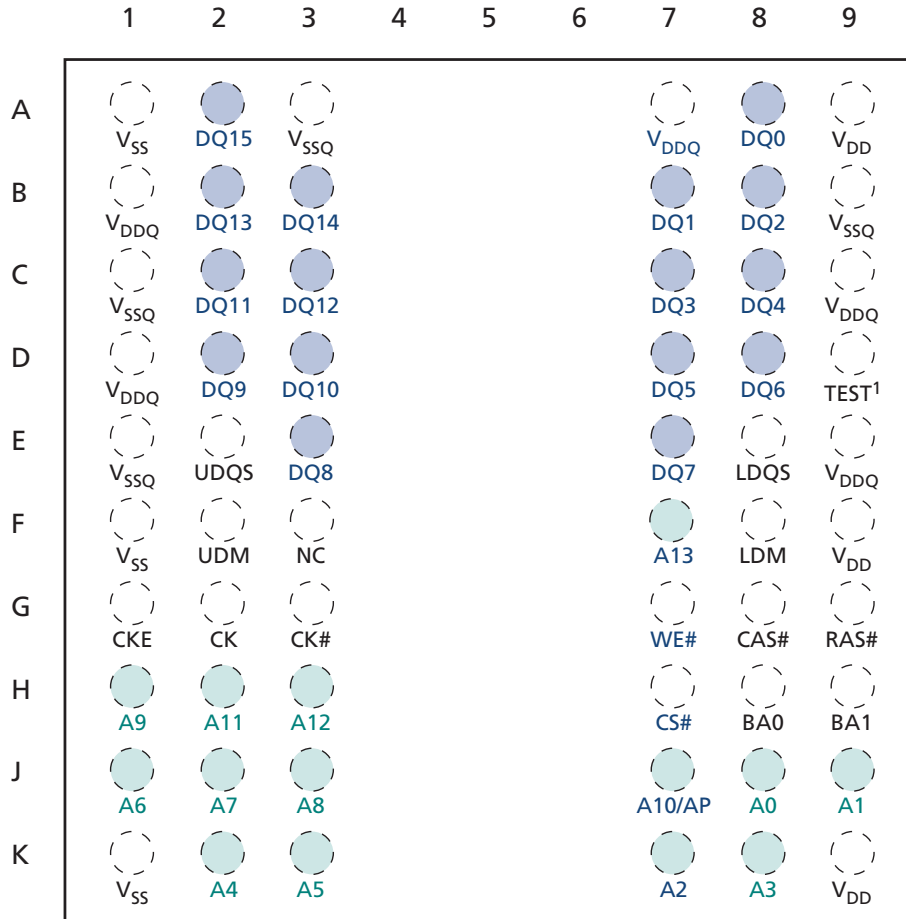 1 2 3 4 5 6 7 8 9
A
VSS DQ15 VSSQ VDDQ DQ0 VDD
B
VDDQ DQ13 DQ14 DQ1 DQ2 VSSQ
C
VSSQ DQ11 DQ12 DQ3 DQ4 VDDQ
D
VDDQ DQ9 DQ10 DQ5 DQ6 TEST1
E
VSSQ UDQS DQ8 DQ7 LDQS VDDQ
F
VSS UDM NC A13 LDM VDD
G
CKE CK CK# WE# CAS# RAS#
H
A9 A11 A12 CS# BA0 BA1
J
A6 A7 A8 A10/AP A0 A1
K
VSS A4 A5 A2 A3 VDD